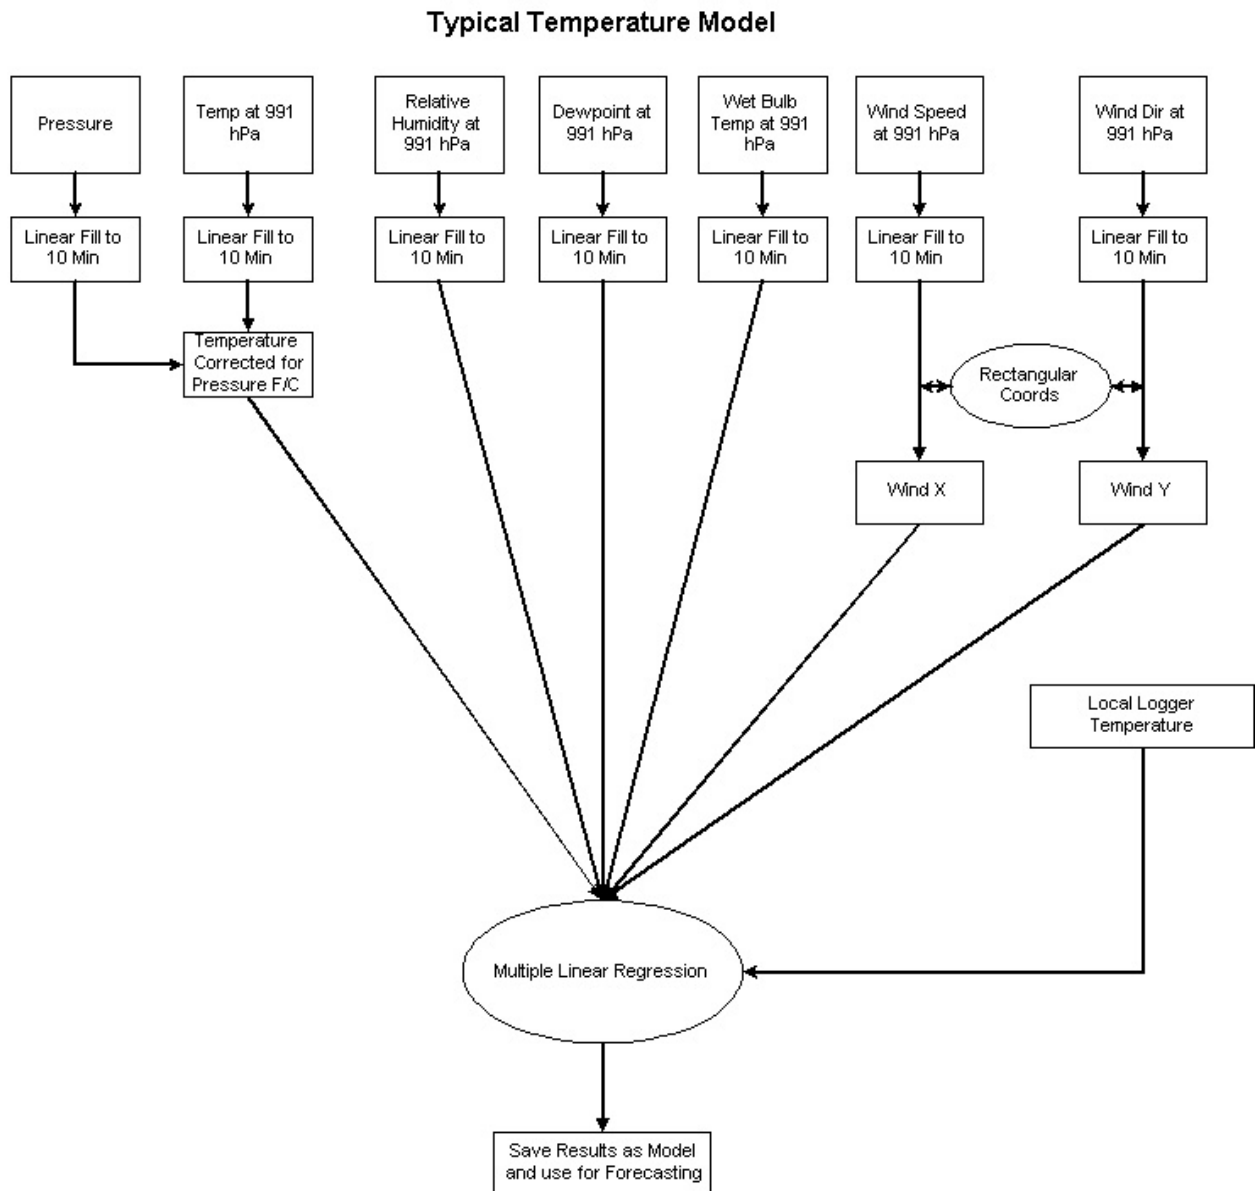 Typical Temperature Model
Pressure
Temp at 991
hPa
Relative
Humidity at
991 hPa
Dewpoint at
991 hPa
Wet Bulb
Temp at 991
hPa
Wind Speed
at 991 hPa
Wind Dir at
991 hPa
Linear Fill to
10 Min
Linear Fill to
10 Min
Linear Fill to
10 Min
Linear Fill to
10 Min
Linear Fill to
10 Min
Linear Fill to
10 Min
Linear Fill to
10 Min
Temperature
Corrected for
Pressure F/C
Rectangular
Coords
Wind X
Wind Y
Local Logger
Temperature
Multiple Linear Regression
Save Results as Model
and use for Forecasting